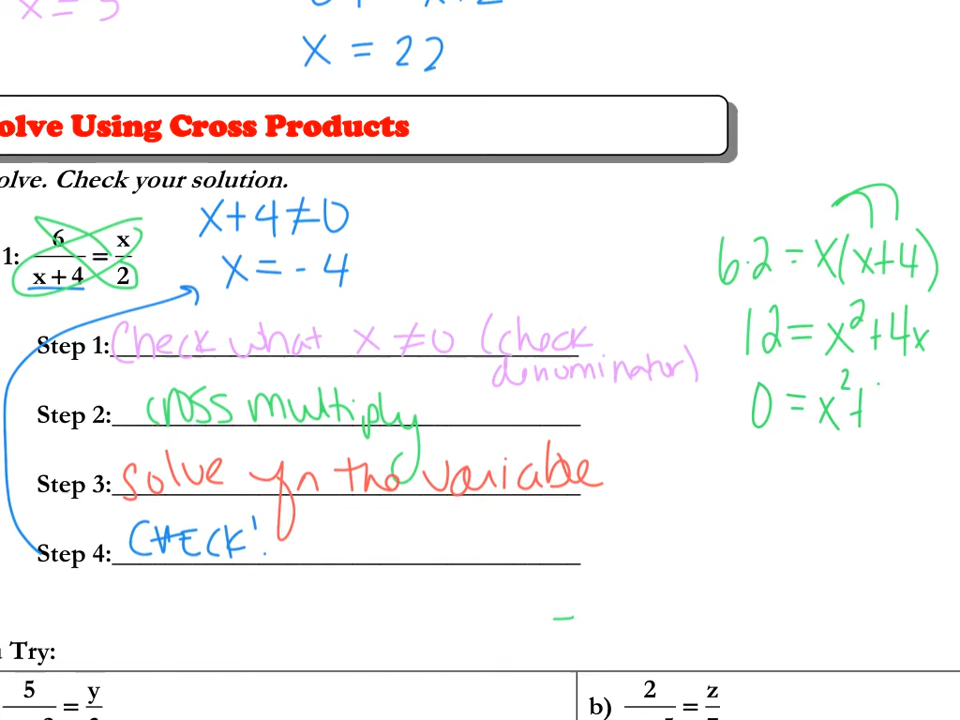 x = 5
x = 22
olve Using Cross Products
olve. Check your solution.
1: 6/(x + 4) = x/2
x+4≠0
x = -4
6·2 = x(x+4)
12 = x²+4x
0 = x²+
Step 1: Check what x ≠0 (check denominator)
Step 2: cross multiply
Step 3: solve for the variable
Step 4: CHECK!
Try:
5 = y
b) 2 = z